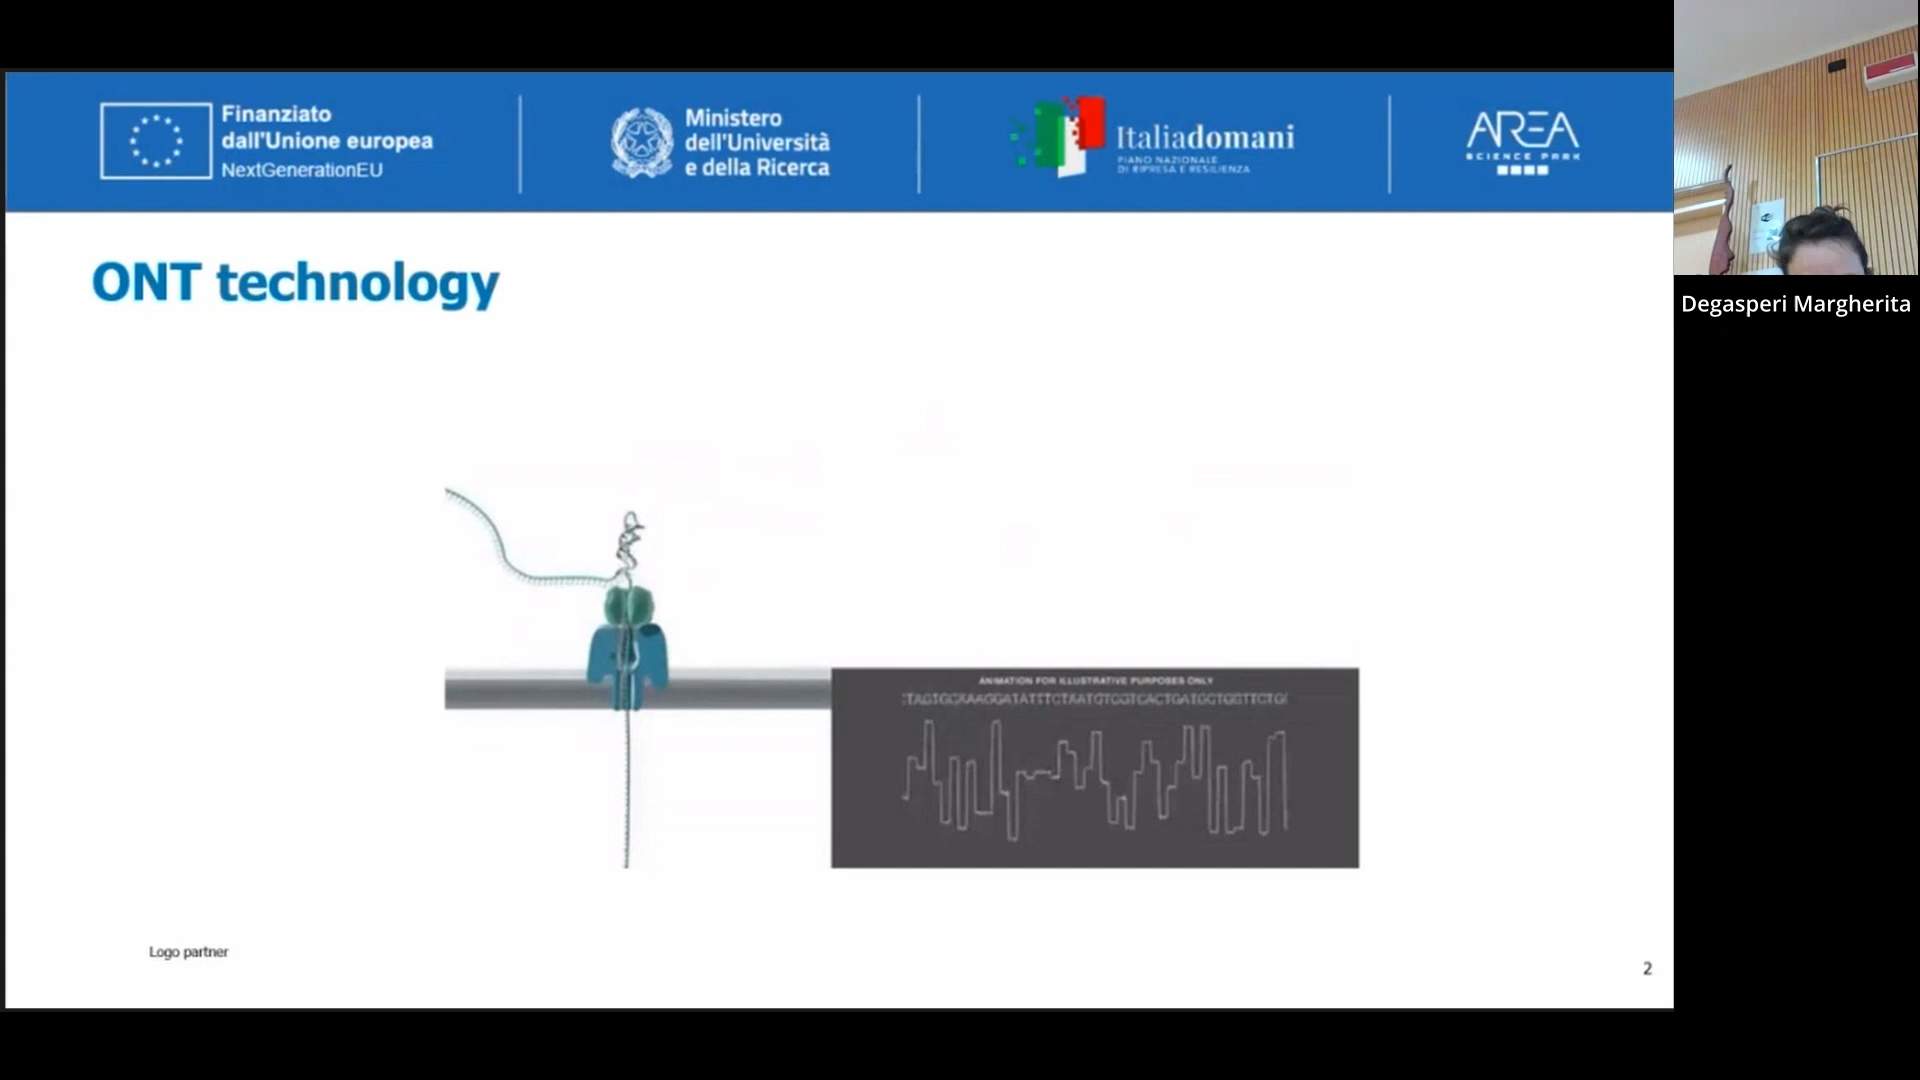 Finanziato
dall'Unione europea
NextGenerationEU
Ministero
dell'Università
e della Ricerca
Italiadomani
PIANO NAZIONALE
DI RIPRESA E RESILIENZA
AREA
SCIENCE PARK
ONT technology
ANIMATION FOR ILLUSTRATIVE PURPOSES ONLY
Logo partner
2
Degasperi Margherita